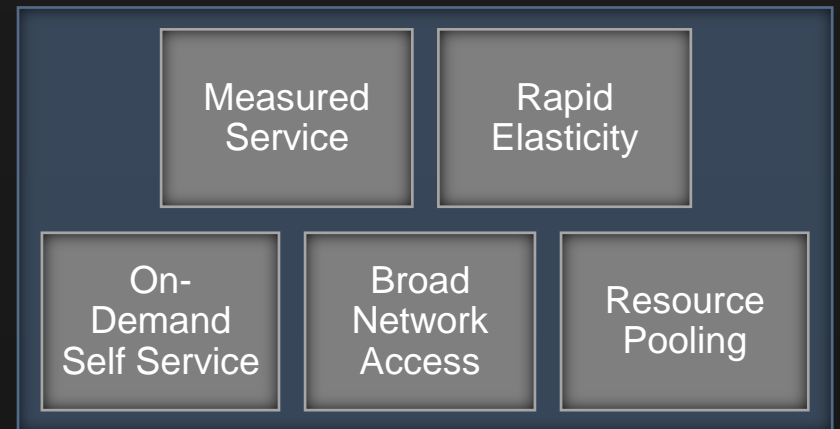 Measured
Service
Rapid
Elasticity
On-
Demand
Self Service
Broad
Network
Access
Resource
Pooling